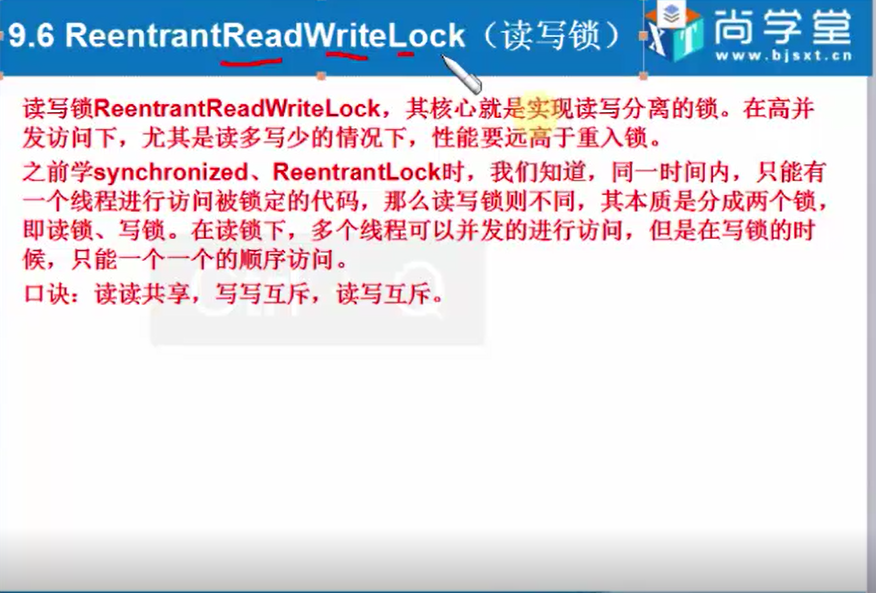 9.6 ReentrantReadWriteLock（读写锁）
尚学堂
www.bjsxt.cn
读写锁ReentrantReadWriteLock，其核心就是实现读写分离的锁。在高并
发访问下，尤其是读多写少的情况下，性能要远高于重入锁。
之前学synchronized、ReentrantLock时，我们知道，同一时间内，只能有
一个线程进行访问被锁定的代码，那么读写锁则不同，其本质是分成两个锁，
即读锁、写锁。在读锁下，多个线程可以并发的进行访问，但是在写锁的时
候，只能一个一个的顺序访问。
口诀：读读共享，写写互斥，读写互斥。